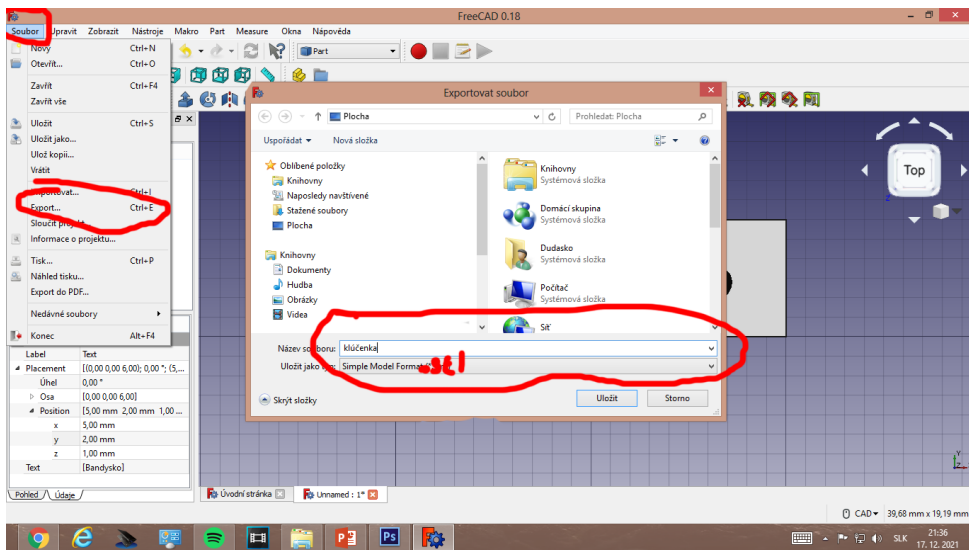 FreeCAD 0.18
Soubor Upravit Zobrazit Nástroje Makro Part Measure Okna Nápověda
Nový Ctrl+N
Otevřít... Ctrl+O
Zavřít Ctrl+F4
Zavřít vše
Uložit Ctrl+S
Uložit jako...
Ulož kopii...
Vrátit
Importovat... Ctrl+I
Export... Ctrl+E
Sloučit projekt...
Informace o projektu...
Tisk... Ctrl+P
Náhled tisku...
Export do PDF...
Nedávné soubory
Konec Alt+F4
Part
Exportovat soubor
Plocha
Prohledat: Plocha
Uspořádat Nová složka
Oblíbené položky
Knihovny
Naposledy navštívené
Stažené soubory
Plocha
Knihovny
Dokumenty
Hudba
Obrázky
Videa
Knihovny
Systémová složka
Domácí skupina
Systémová složka
Dudasko
Systémová složka
Počítač
Systémová složka
Síť
Název souboru: klúčenka
Uložit jako typ: Simple Model Format
.stl
Skrýt složky
Uložit Storno
Top
z
Label Text
Placement [(0,00 0,00 6,00); 0,00 °; (5,...
Úhel 0,00 °
Osa [0,00 0,00 6,00]
Position [5,00 mm 2,00 mm 1,00 ...
x 5,00 mm
y 2,00 mm
z 1,00 mm
Text [Bandysko]
Pohled Údaje
Úvodní stránka Unnamed : 1*
Y
Z
CAD 39,68 mm x 19,19 mm
Ps
SLK
21:36
17. 12. 2021